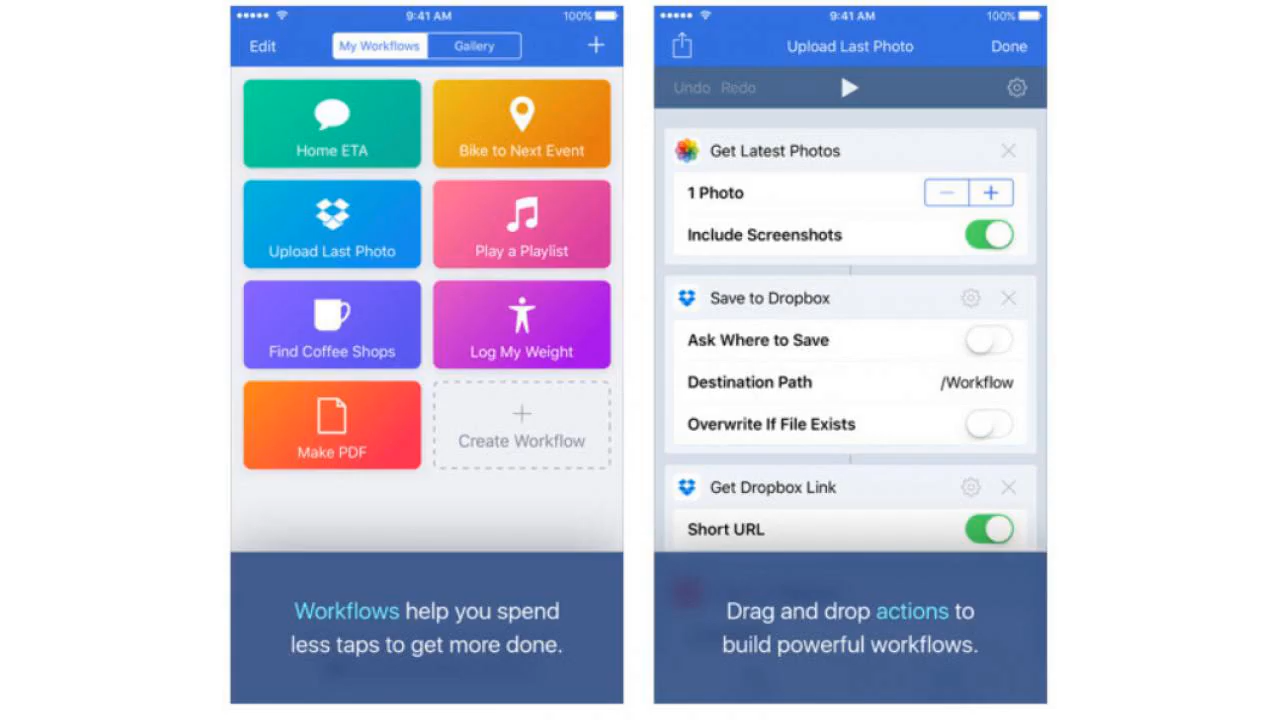 9:41 AM 100%
Edit My Workflows Gallery +
Home ETA Bike to Next Event
Upload Last Photo Play a Playlist
Find Coffee Shops Log My Weight
Make PDF Create Workflow
Workflows help you spend
less taps to get more done.
9:41 AM 100%
Upload Last Photo Done
Undo Redo
Get Latest Photos
1 Photo
Include Screenshots
Save to Dropbox
Ask Where to Save
Destination Path /Workflow
Overwrite If File Exists
Get Dropbox Link
Short URL
Drag and drop actions to
build powerful workflows.